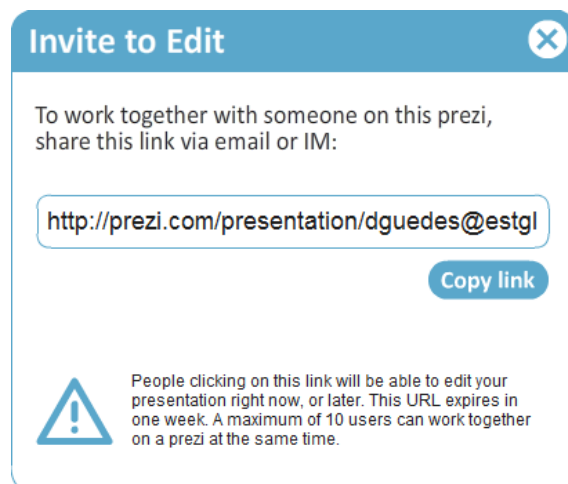 Invite to Edit
To work together with someone on this prezi,
share this link via email or IM:
http://prezi.com/presentation/dguedes@estgl
Copy link
People clicking on this link will be able to edit your
presentation right now, or later. This URL expires in
one week. A maximum of 10 users can work together
on a prezi at the same time.